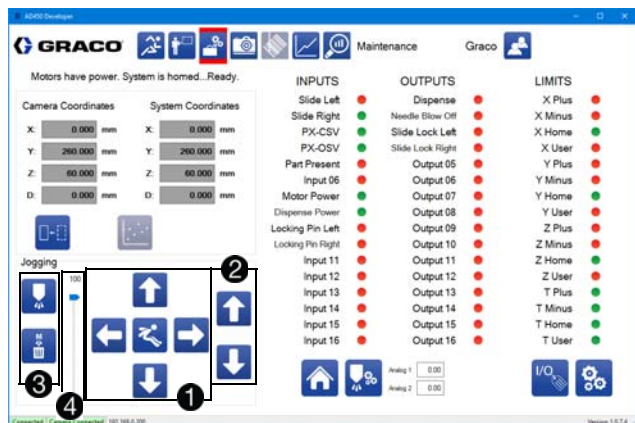 AD450 Developer
GRACO
Maintenance
Graco
Motors have power. System is homed...Ready.
Camera Coordinates
System Coordinates
X: 0.000 mm X: 0.000 mm
Y: 260.000 mm Y: 260.000 mm
Z: 60.000 mm Z: 60.000 mm
D: 0.000 mm D: 0.000 mm
Jogging
100
M
1
2
3
4
INPUTS OUTPUTS LIMITS
Slide Left Dispense X Plus
Slide Right Needle Blow Off X Minus
PX-CSV Slide Lock Left X Home
PX-OSV Slide Lock Right X User
Part Present Output 05 Y Plus
Input 06 Output 06 Y Minus
Motor Power Output 07 Y Home
Dispense Power Output 08 Y User
Locking Pin Left Output 09 Z Plus
Locking Pin Right Output 10 Z Minus
Input 11 Output 11 Z Home
Input 12 Output 12 Z User
Input 13 Output 13 T Plus
Input 14 Output 14 T Minus
Input 15 Output 15 T Home
Input 16 Output 16 T User
%
Analog 1 0.00
Analog 2 0.00
I/O
Connected Camera Connected 192.168.0.200
Version 1.0.7.4